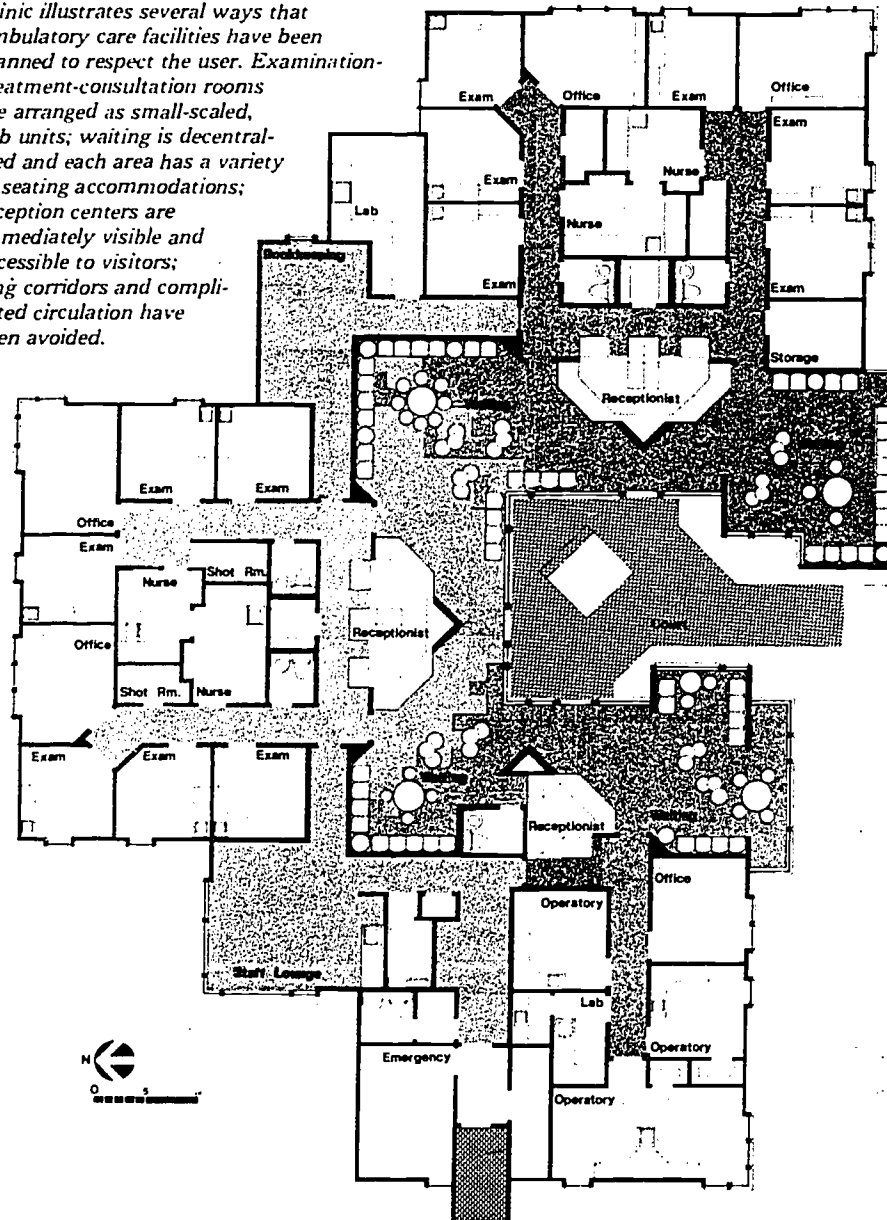 linic illustrates several ways that
mbulatory care facilities have been
anned to respect the user. Examination-
eatment-consultation rooms
e arranged as small-scaled,
b units; waiting is decentral-
ed and each area has a variety
seating accommodations;
ception centers are
mediately visible and
cessible to visitors;
ng corridors and compli-
ted circulation have
en avoided.
Exam
Office
Exam
Office
Exam
Exam
Nurse
Lab
Nurse
Bookkeeping
Exam
Exam
Storage
Receptionist
Exam
Exam
Office
Exam
Nurse
Shot Rm.
Court
Receptionist
Office
Shot Rm.
Nurse
Exam
Exam
Exam
Waiting
Waiting
Receptionist
Office
Operatory
Staff Lounge
Lab
Operatory
Emergency
Operatory
N
0 5